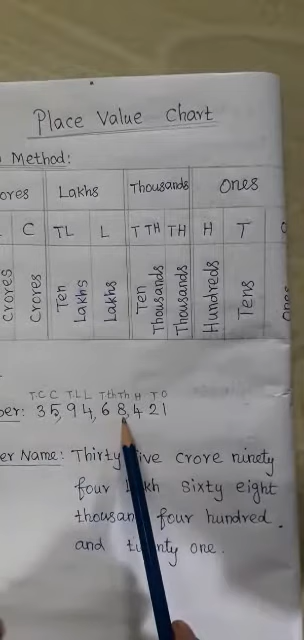 Place Value Chart
Method:
ores Lakhs Thousands Ones
C TL L T TH TH H T O
Crores Crores Ten Lakhs Lakhs Ten Thousands Thousands Hundreds Tens Ones
T C C T.L L T th Th H T O
er: 35,94,68,421
er Name: Thirty five crore ninety
four lakh sixty eight
thousand four hundred
and twenty one.